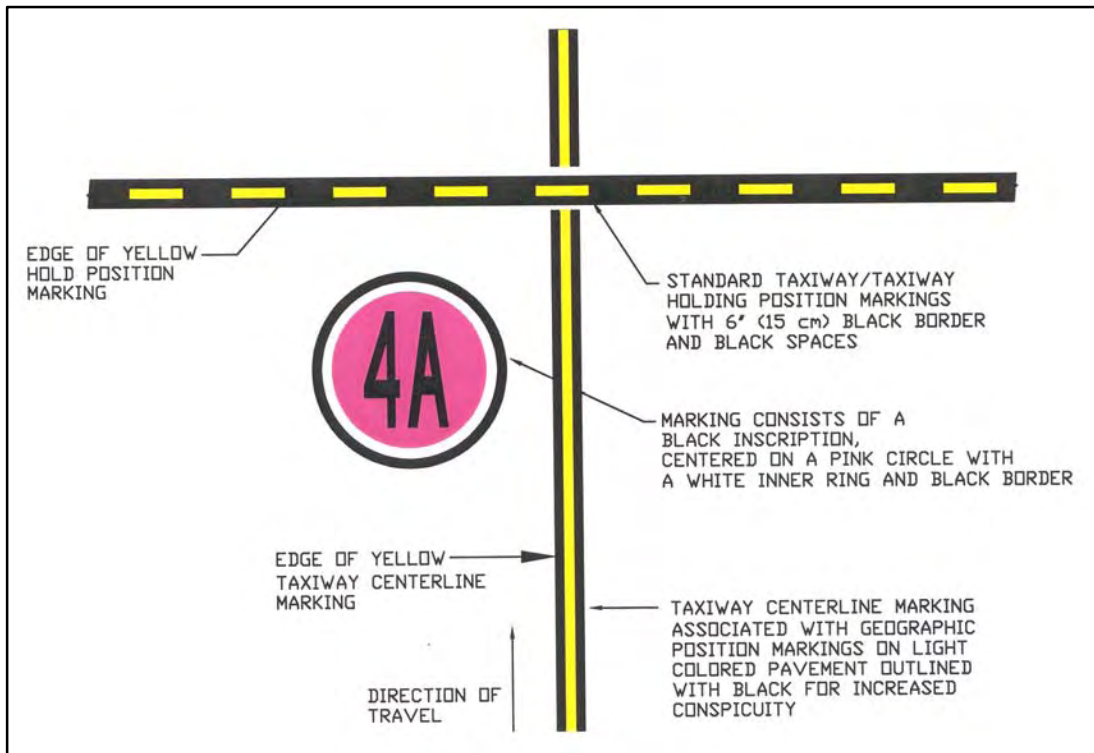 EDGE OF YELLOW
HOLD POSITION
MARKING
STANDARD TAXIWAY/TAXIWAY
HOLDING POSITION MARKINGS
WITH 6" (15 cm) BLACK BORDER
AND BLACK SPACES
4A
MARKING CONSISTS OF A
BLACK INSCRIPTION,
CENTERED ON A PINK CIRCLE WITH
A WHITE INNER RING AND BLACK BORDER
EDGE OF YELLOW
TAXIWAY CENTERLINE
MARKING
TAXIWAY CENTERLINE MARKING
ASSOCIATED WITH GEOGRAPHIC
POSITION MARKINGS ON LIGHT
COLORED PAVEMENT OUTLINED
WITH BLACK FOR INCREASED
CONSPICUITY
DIRECTION OF
TRAVEL